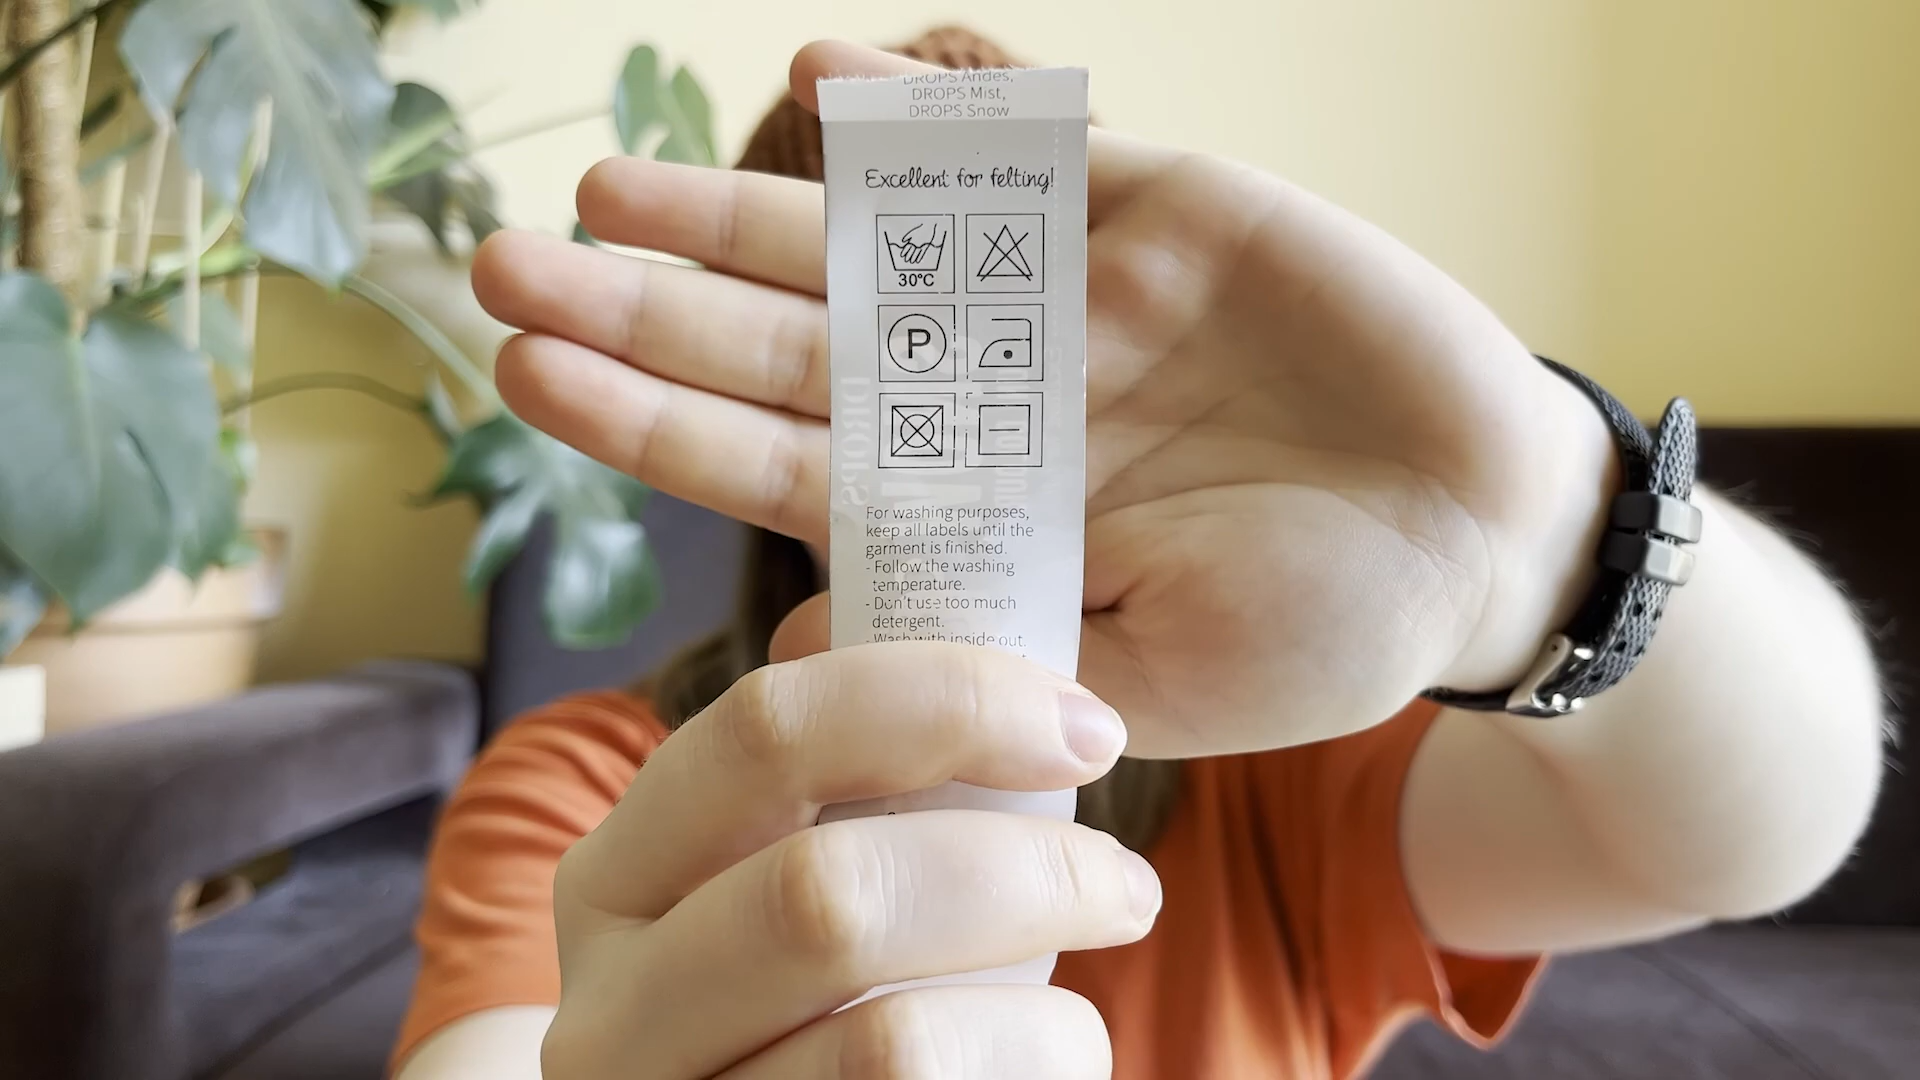 DROPS Andes,
DROPS Mist,
DROPS Snow
Excellent for felting!
30°C
P
For washing purposes,
keep all labels until the
garment is finished.
- Follow the washing
temperature.
- Don't use too much
detergent.
- Wash with inside out.
DROPS